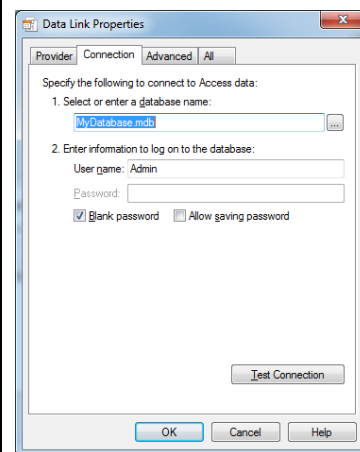 Data Link Properties
Provider Connection Advanced All
Specify the following to connect to Access data:
1. Select or enter a database name:
MyDatabase.mdb ...
2. Enter information to log on to the database:
User name: Admin
Password:
Blank password Allow saving password
Test Connection
OK Cancel Help